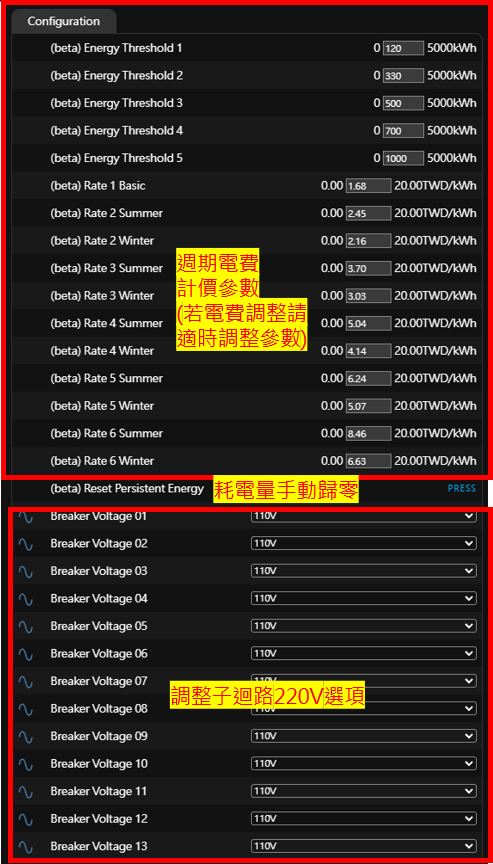 Configuration
(beta) Energy Threshold 1 0 120 5000kWh
(beta) Energy Threshold 2 0 330 5000kWh
(beta) Energy Threshold 3 0 500 5000kWh
(beta) Energy Threshold 4 0 700 5000kWh
(beta) Energy Threshold 5 0 1000 5000kWh
(beta) Rate 1 Basic 0.00 1.68 20.00TWD/kWh
(beta) Rate 2 Summer 0.00 2.45 20.00TWD/kWh
(beta) Rate 2 Winter 0.00 2.16 20.00TWD/kWh
(beta) Rate 3 Summer 0.00 3.70 20.00TWD/kWh
(beta) Rate 3 Winter 0.00 3.03 20.00TWD/kWh
(beta) Rate 4 Summer 0.00 5.04 20.00TWD/kWh
(beta) Rate 4 Winter 0.00 4.14 20.00TWD/kWh
(beta) Rate 5 Summer 0.00 6.24 20.00TWD/kWh
(beta) Rate 5 Winter 0.00 5.07 20.00TWD/kWh
(beta) Rate 6 Summer 0.00 8.46 20.00TWD/kWh
(beta) Rate 6 Winter 0.00 6.63 20.00TWD/kWh
週期電費
計價參數
(若電費調整請
適時調整參數)
(beta) Reset Persistent Energy 耗電量手動歸零 PRESS
Breaker Voltage 01 110V
Breaker Voltage 02 110V
Breaker Voltage 03 110V
Breaker Voltage 04 110V
Breaker Voltage 05 110V
Breaker Voltage 06 110V
Breaker Voltage 07 110V
調整子迴路220V選項
Breaker Voltage 08 110V
Breaker Voltage 09 110V
Breaker Voltage 10 110V
Breaker Voltage 11 110V
Breaker Voltage 12 110V
Breaker Voltage 13 110V